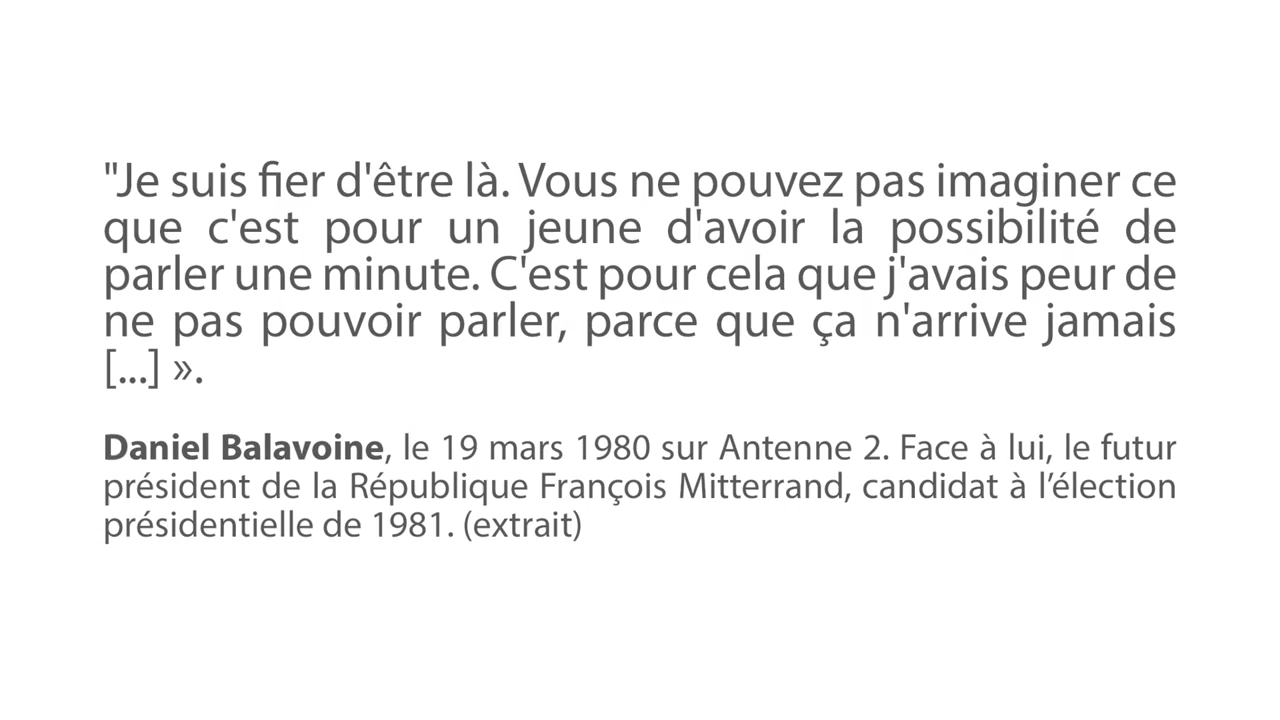 "Je suis fier d'être là. Vous ne pouvez pas imaginer ce
que c'est pour un jeune d'avoir la possibilité de
parler une minute. C'est pour cela que j'avais peur de
ne pas pouvoir parler, parce que ça n'arrive jamais
[...] ».
Daniel Balavoine, le 19 mars 1980 sur Antenne 2. Face à lui, le futur
président de la République François Mitterrand, candidat à l’élection
présidentielle de 1981. (extrait)